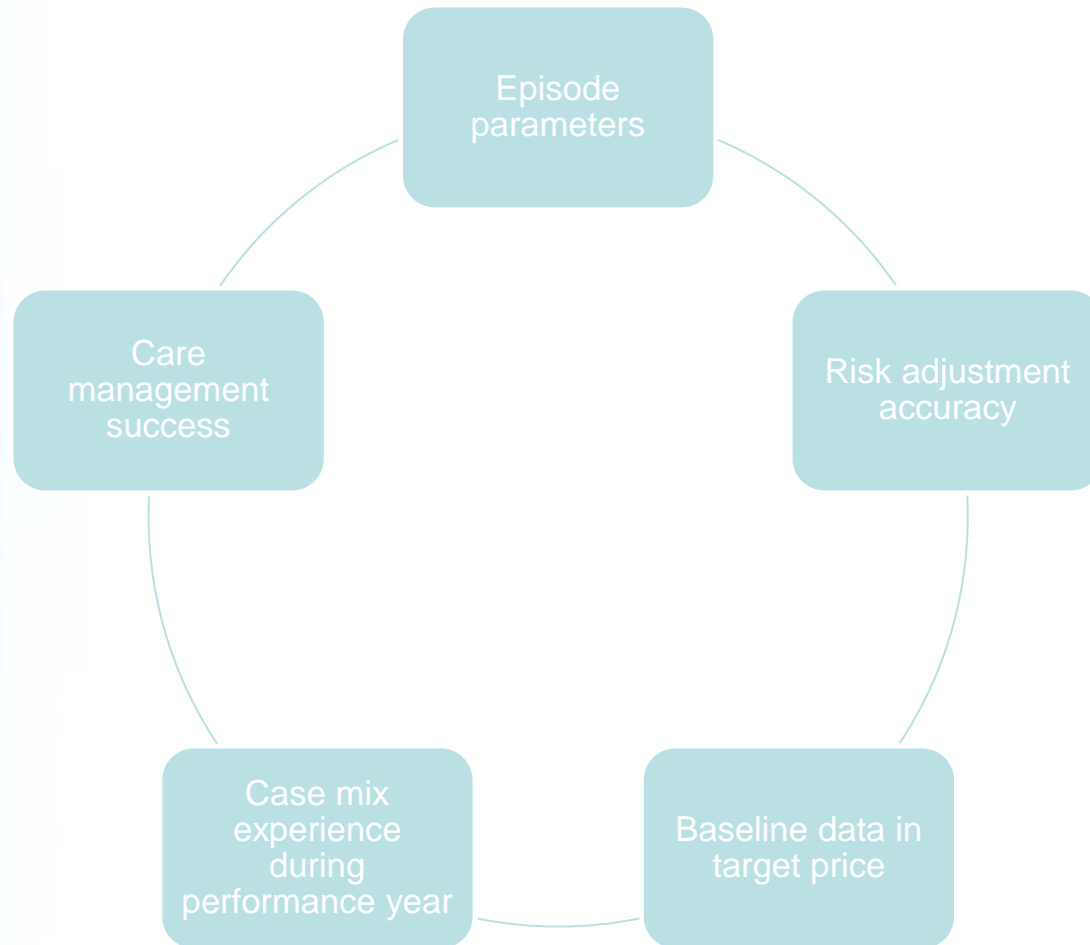 Episode
parameters
Risk adjustment
accuracy
Baseline data in
target price
Case mix
experience
during
performance year
Care
management
success